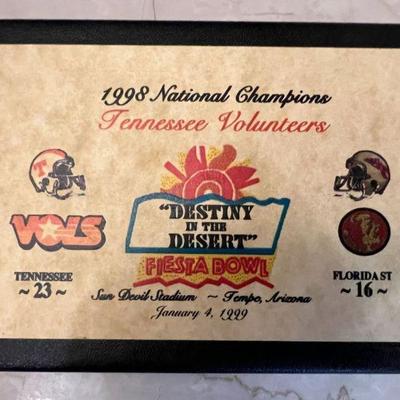 1998 National Champions
Tennessee Volunteers
T
VOLS
"DESTINY
IN THE
DESERT"
FIESTA BOWL
TENNESSEE
~ 23 ~
FLORIDA ST
~ 16 ~
Sun Devil Stadium ~ Tempo, Arizona
January 4, 1999